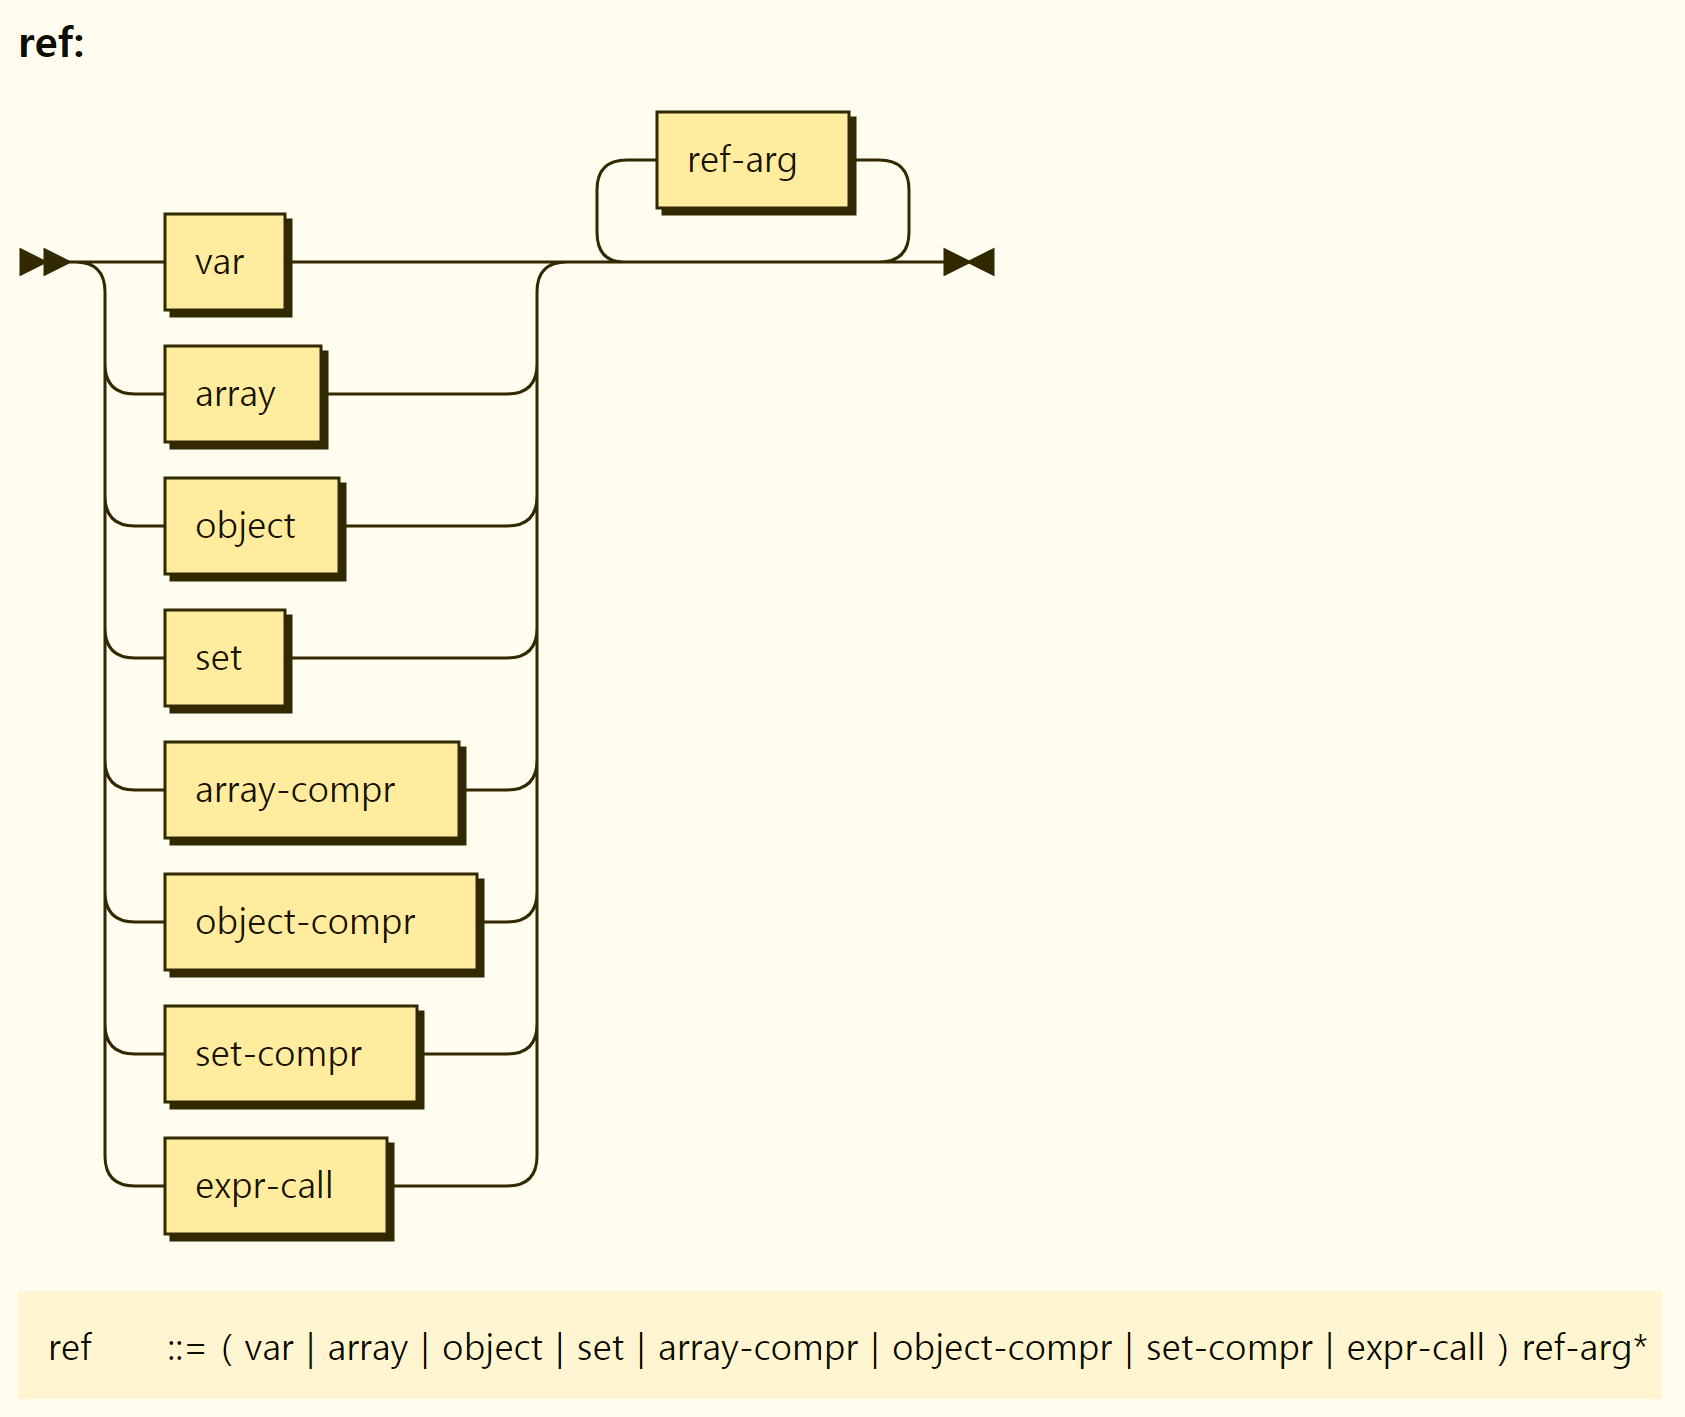 ref:
ref-arg
var
array
object
set
array-compr
object-compr
set-compr
expr-call
ref ::= ( var | array | object | set | array-compr | object-compr | set-compr | expr-call ) ref-arg*